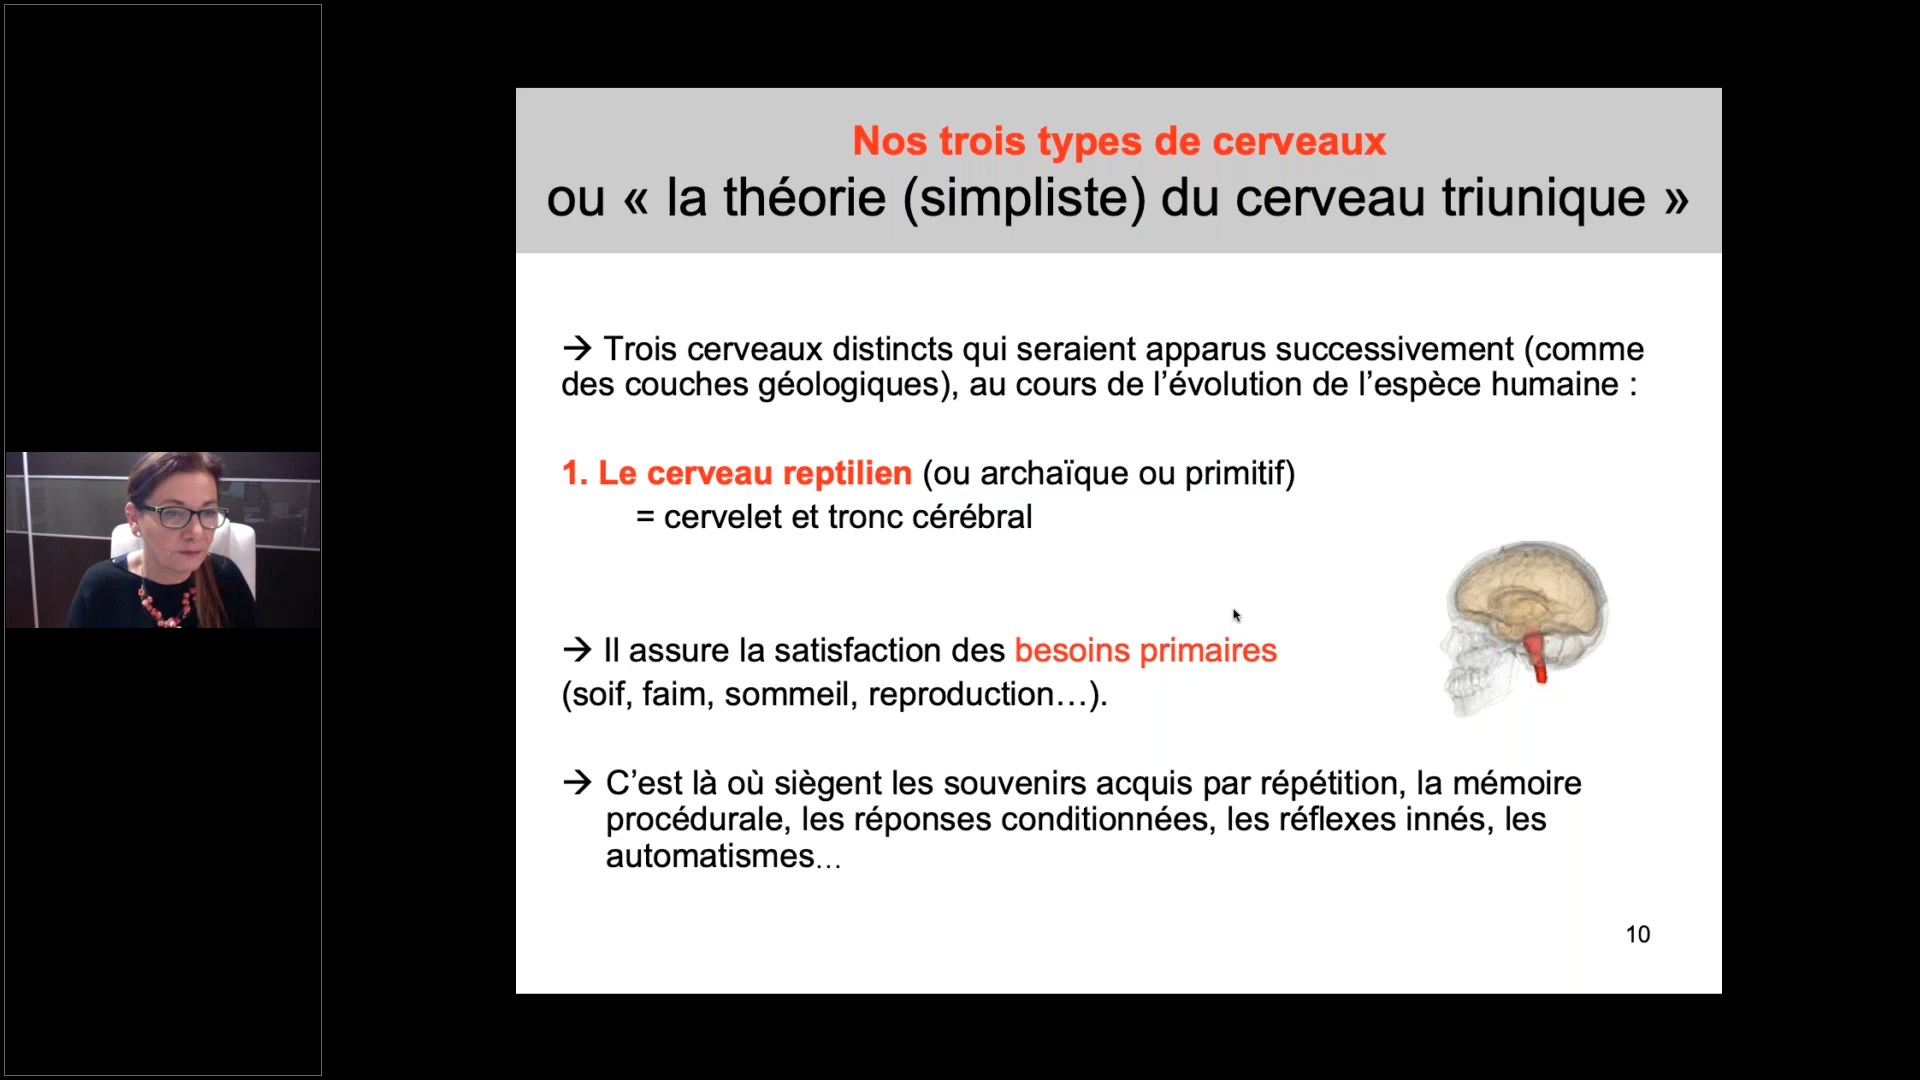 Nos trois types de cerveaux
ou « la théorie (simpliste) du cerveau triunique »
→ Trois cerveaux distincts qui seraient apparus successivement (comme
des couches géologiques), au cours de l’évolution de l’espèce humaine :
1. Le cerveau reptilien (ou archaïque ou primitif)
= cervelet et tronc cérébral
→ Il assure la satisfaction des besoins primaires
(soif, faim, sommeil, reproduction…).
→ C’est là où siègent les souvenirs acquis par répétition, la mémoire
procédurale, les réponses conditionnées, les réflexes innés, les
automatismes…
10